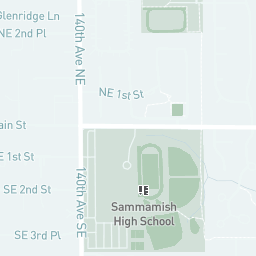 Glenridge Ln
NE 2nd Pl
140th Ave NE
NE 1st St
ain St
E 1st St
SE 2nd St
140th Ave SE
SE 3rd Pl
Sammamish
High School